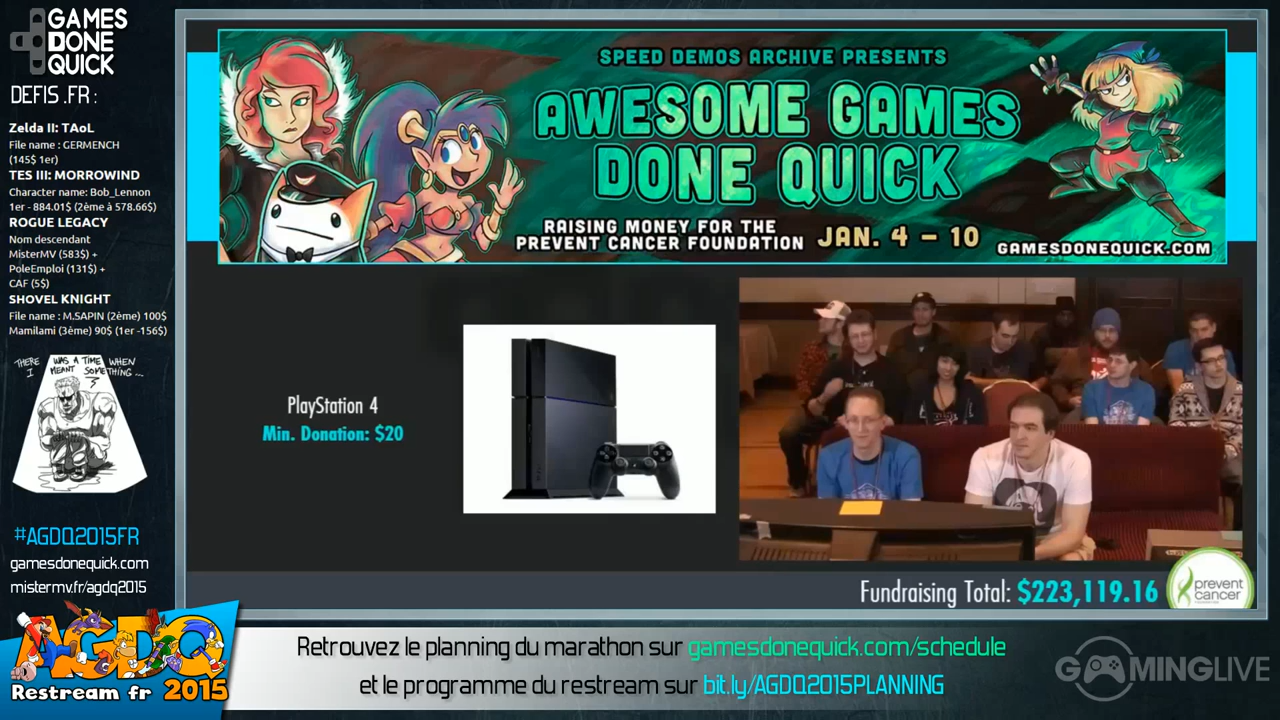 GAMES
DONE
QUICK
DEFIS .FR :
Zelda II: TAoL
File name : GERMENCH
(145$ 1er)
TES III: MORROWIND
Character name: Bob_Lennon
1er - 884.01$ (2ème à 578.66$)
ROGUE LEGACY
Nom descendant
MisterMV (583$) +
PoleEmploi (131$) +
CAF (5$)
SHOVEL KNIGHT
File name : M.SAPIN (2ème) 100$
Mamilami (3ème) 90$ (1er -156$)
THERE WAS A TIME WHEN
I MEANT SOMETHING...
#AGDQ2015FR
gamesdonequick.com
mistermv.fr/agdq2015
AGDQ
Restream fr 2015
SPEED DEMOS ARCHIVE PRESENTS
AWESOME GAMES
DONE QUICK
RAISING MONEY FOR THE
PREVENT CANCER FOUNDATION
JAN. 4 – 10
GAMESDONEQUICK.COM
PlayStation 4
Min. Donation: $20
Fundraising Total: $223,119.16
prevent
cancer
Retrouvez le planning du marathon sur gamesdonequick.com/schedule
et le programme du restream sur bit.ly/AGDQ2015PLANNING
GAMINGLIVE